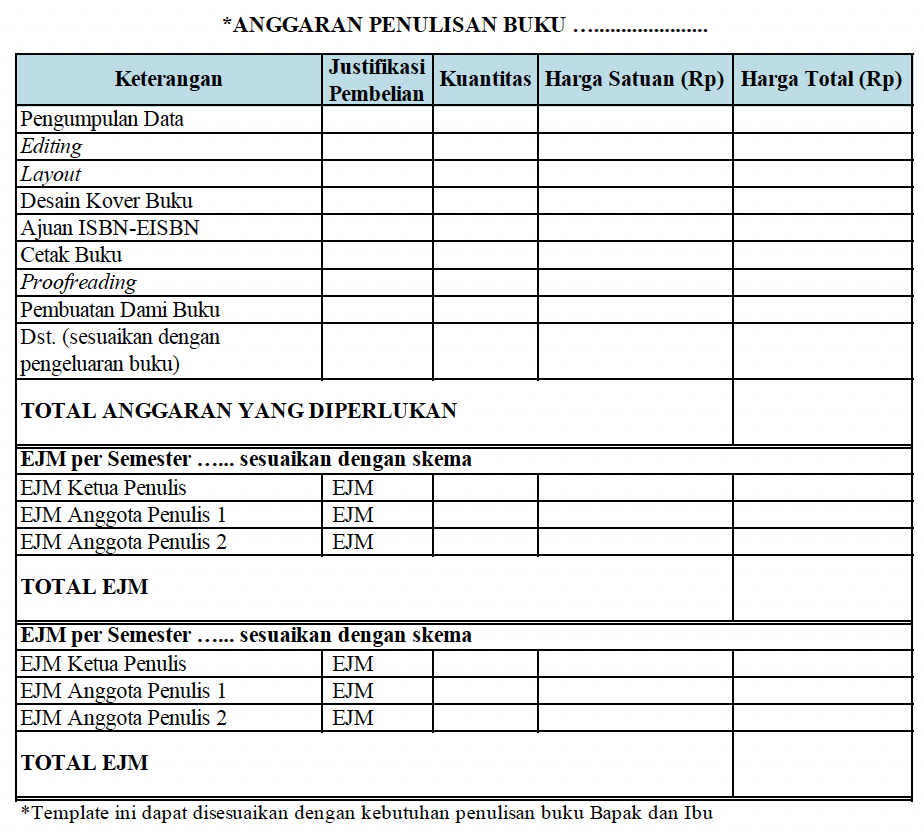 *ANGGARAN PENULISAN BUKU …......................
Keterangan Justifikasi Pembelian Kuantitas Harga Satuan (Rp) Harga Total (Rp)
Pengumpulan Data
Editing
Layout
Desain Kover Buku
Ajuan ISBN-EISBN
Cetak Buku
Proofreading
Pembuatan Dami Buku
Dst. (sesuaikan dengan
pengeluaran buku)
TOTAL ANGGARAN YANG DIPERLUKAN
EJM per Semester …... sesuaikan dengan skema
EJM Ketua Penulis EJM
EJM Anggota Penulis 1 EJM
EJM Anggota Penulis 2 EJM
TOTAL EJM
EJM per Semester …... sesuaikan dengan skema
EJM Ketua Penulis EJM
EJM Anggota Penulis 1 EJM
EJM Anggota Penulis 2 EJM
TOTAL EJM
*Template ini dapat disesuaikan dengan kebutuhan penulisan buku Bapak dan Ibu